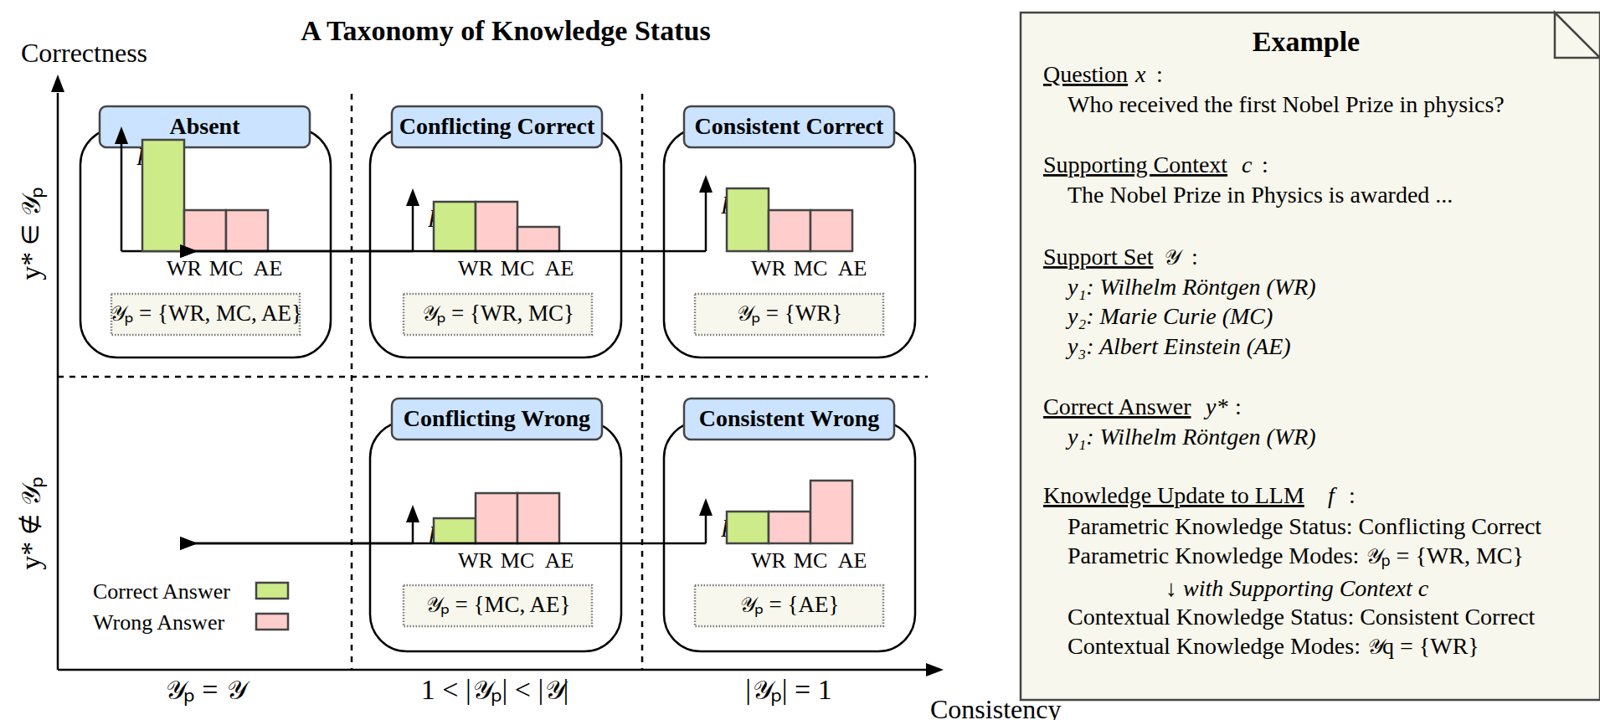 A Taxonomy of Knowledge Status
Correctness
Absent
Conflicting Correct
Consistent Correct
y* ∈ 𝒴p
WR MC AE
WR MC AE
WR MC AE
𝒴p = {WR, MC, AE}
𝒴p = {WR, MC}
𝒴p = {WR}
Conflicting Wrong
Consistent Wrong
y* ∉ 𝒴p
WR MC AE
WR MC AE
𝒴p = {MC, AE}
𝒴p = {AE}
Correct Answer
Wrong Answer
𝒴p = 𝒴
1 < |𝒴p| < |𝒴|
|𝒴p| = 1
Consistency
Example
Question x :
Who received the first Nobel Prize in physics?
Supporting Context c :
The Nobel Prize in Physics is awarded ...
Support Set 𝒴 :
y1: Wilhelm Röntgen (WR)
y2: Marie Curie (MC)
y3: Albert Einstein (AE)
Correct Answer y* :
y1: Wilhelm Röntgen (WR)
Knowledge Update to LLM f :
Parametric Knowledge Status: Conflicting Correct
Parametric Knowledge Modes: 𝒴p = {WR, MC}
↓ with Supporting Context c
Contextual Knowledge Status: Consistent Correct
Contextual Knowledge Modes: 𝒴q = {WR}